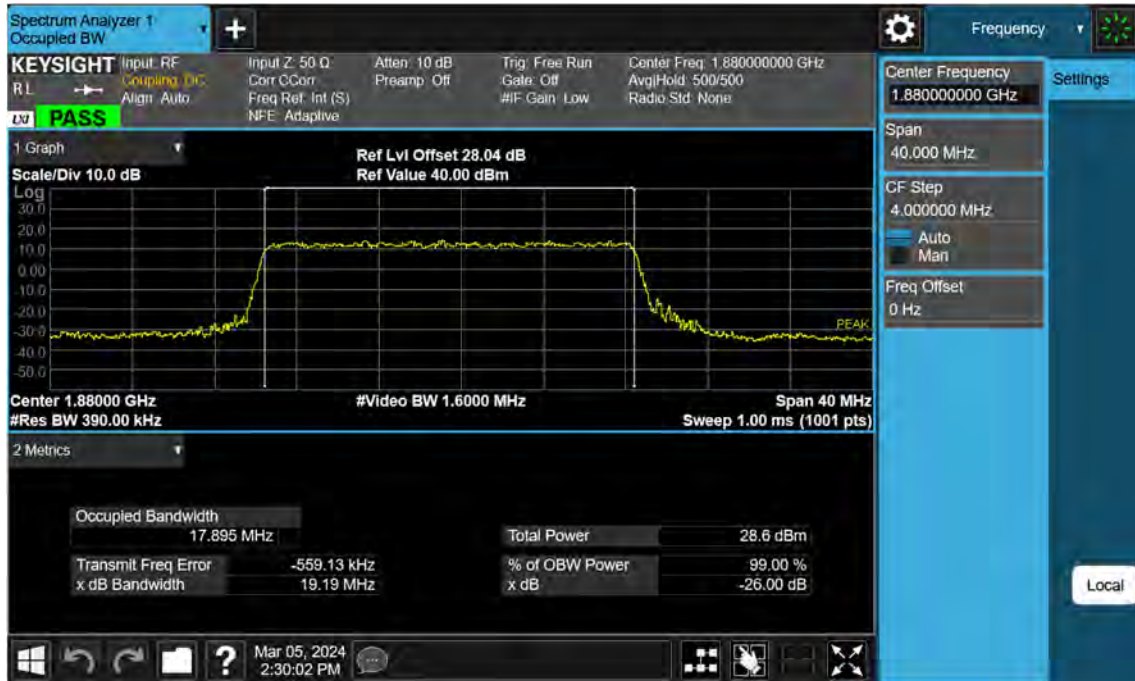 Spectrum Analyzer 1
Occupied BW
+
Frequency
KEYSIGHT
Input: RF
Coupling: DC
Align: Auto
Input Z: 50 Ω
Corr CCorr
Freq Ref: Int (S)
NFE: Adaptive
Atten: 10 dB
Preamp: Off
Trig: Free Run
Gate: Off
#IF Gain: Low
Center Freq: 1.880000000 GHz
Avg|Hold: 500/500
Radio Std: None
R L
LXI
PASS
Center Frequency
1.880000000 GHz
Settings
Span
40.000 MHz
CF Step
4.000000 MHz
Auto
Man
Freq Offset
0 Hz
1 Graph
Scale/Div 10.0 dB
Ref Lvl Offset 28.04 dB
Ref Value 40.00 dBm
Log
30.0
20.0
10.0
0.00
-10.0
-20.0
-30.0
-40.0
-50.0
PEAK
Center 1.88000 GHz
#Video BW 1.6000 MHz
Span 40 MHz
#Res BW 390.00 kHz
Sweep 1.00 ms (1001 pts)
2 Metrics
Occupied Bandwidth
17.895 MHz
Total Power 28.6 dBm
Transmit Freq Error -559.13 kHz
% of OBW Power 99.00 %
x dB Bandwidth 19.19 MHz
x dB -26.00 dB
Local
?
Mar 05, 2024
2:30:02 PM